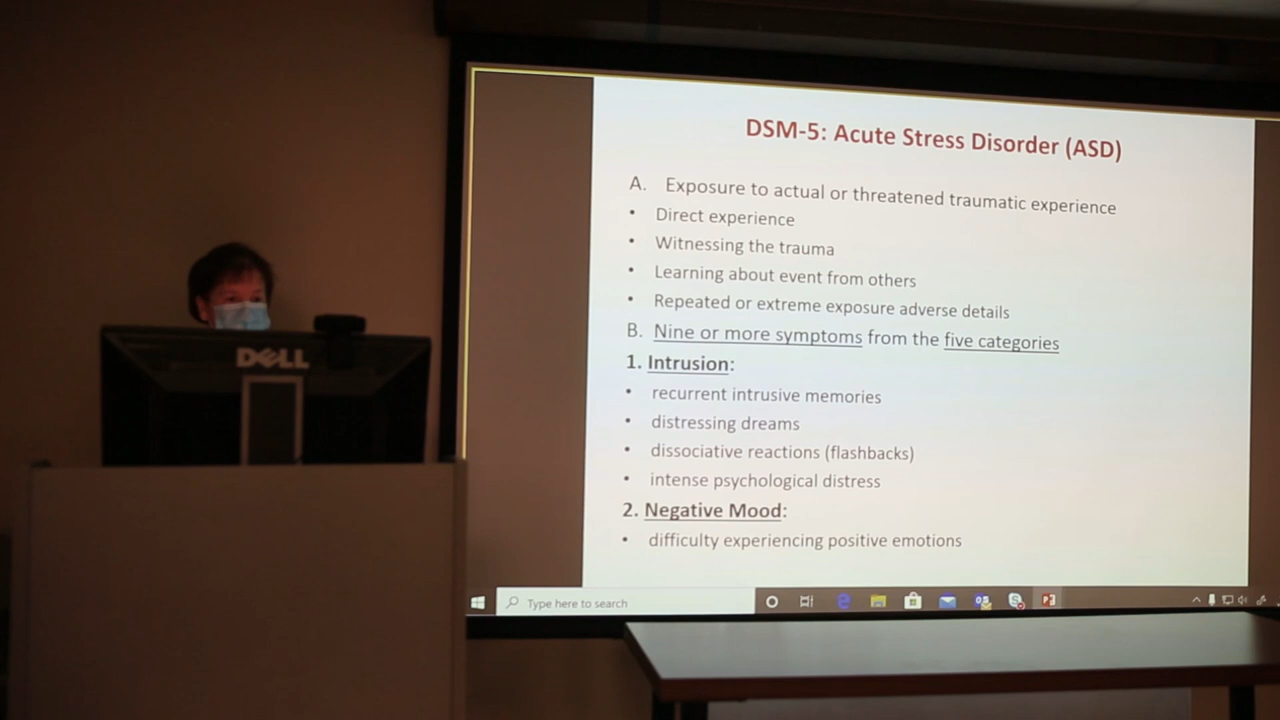 DELL
DSM-5: Acute Stress Disorder (ASD)
A. Exposure to actual or threatened traumatic experience
• Direct experience
• Witnessing the trauma
• Learning about event from others
• Repeated or extreme exposure adverse details
B. Nine or more symptoms from the five categories
1. Intrusion:
• recurrent intrusive memories
• distressing dreams
• dissociative reactions (flashbacks)
• intense psychological distress
2. Negative Mood:
• difficulty experiencing positive emotions
Type here to search